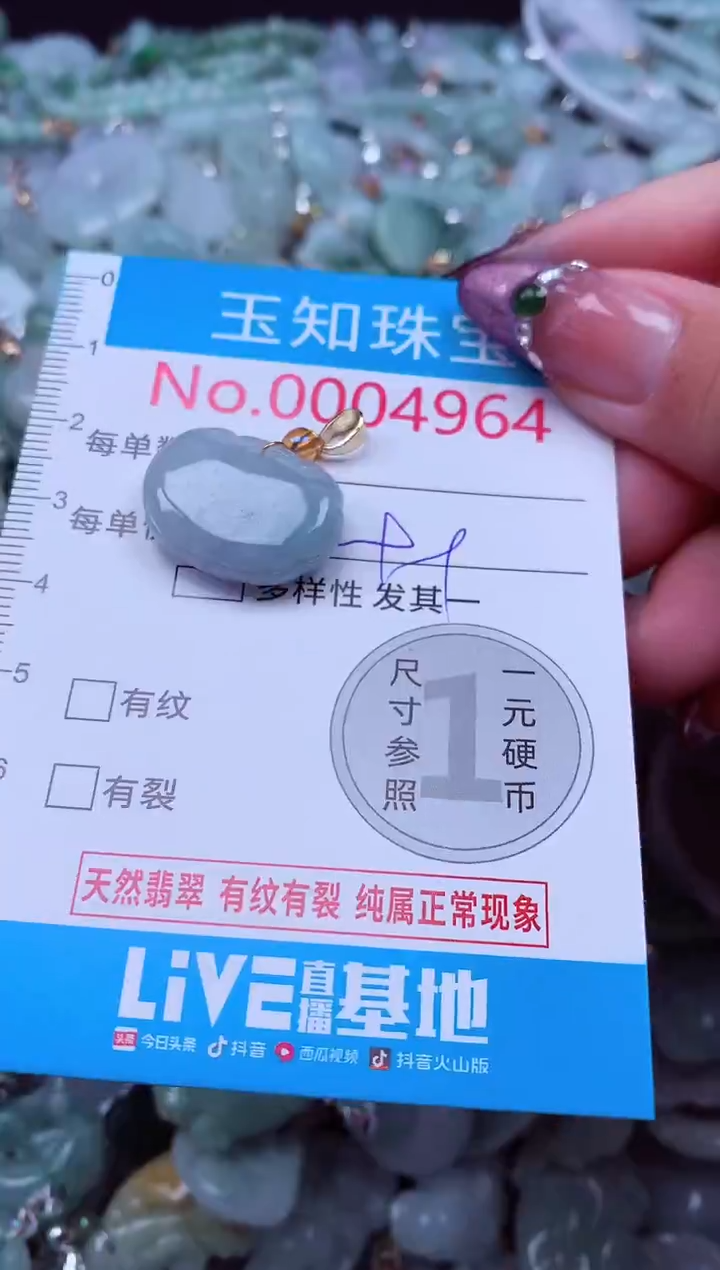 0
1
2
3
4
5
6
玉知珠宝
No.0004964
每单
每单
多样性 发其一
有纹
有裂
尺寸参照
1
一元硬币
天然翡翠 有纹有裂 纯属正常现象
LiVE直播基地
头条 今日头条 抖音 西瓜视频 抖音火山版